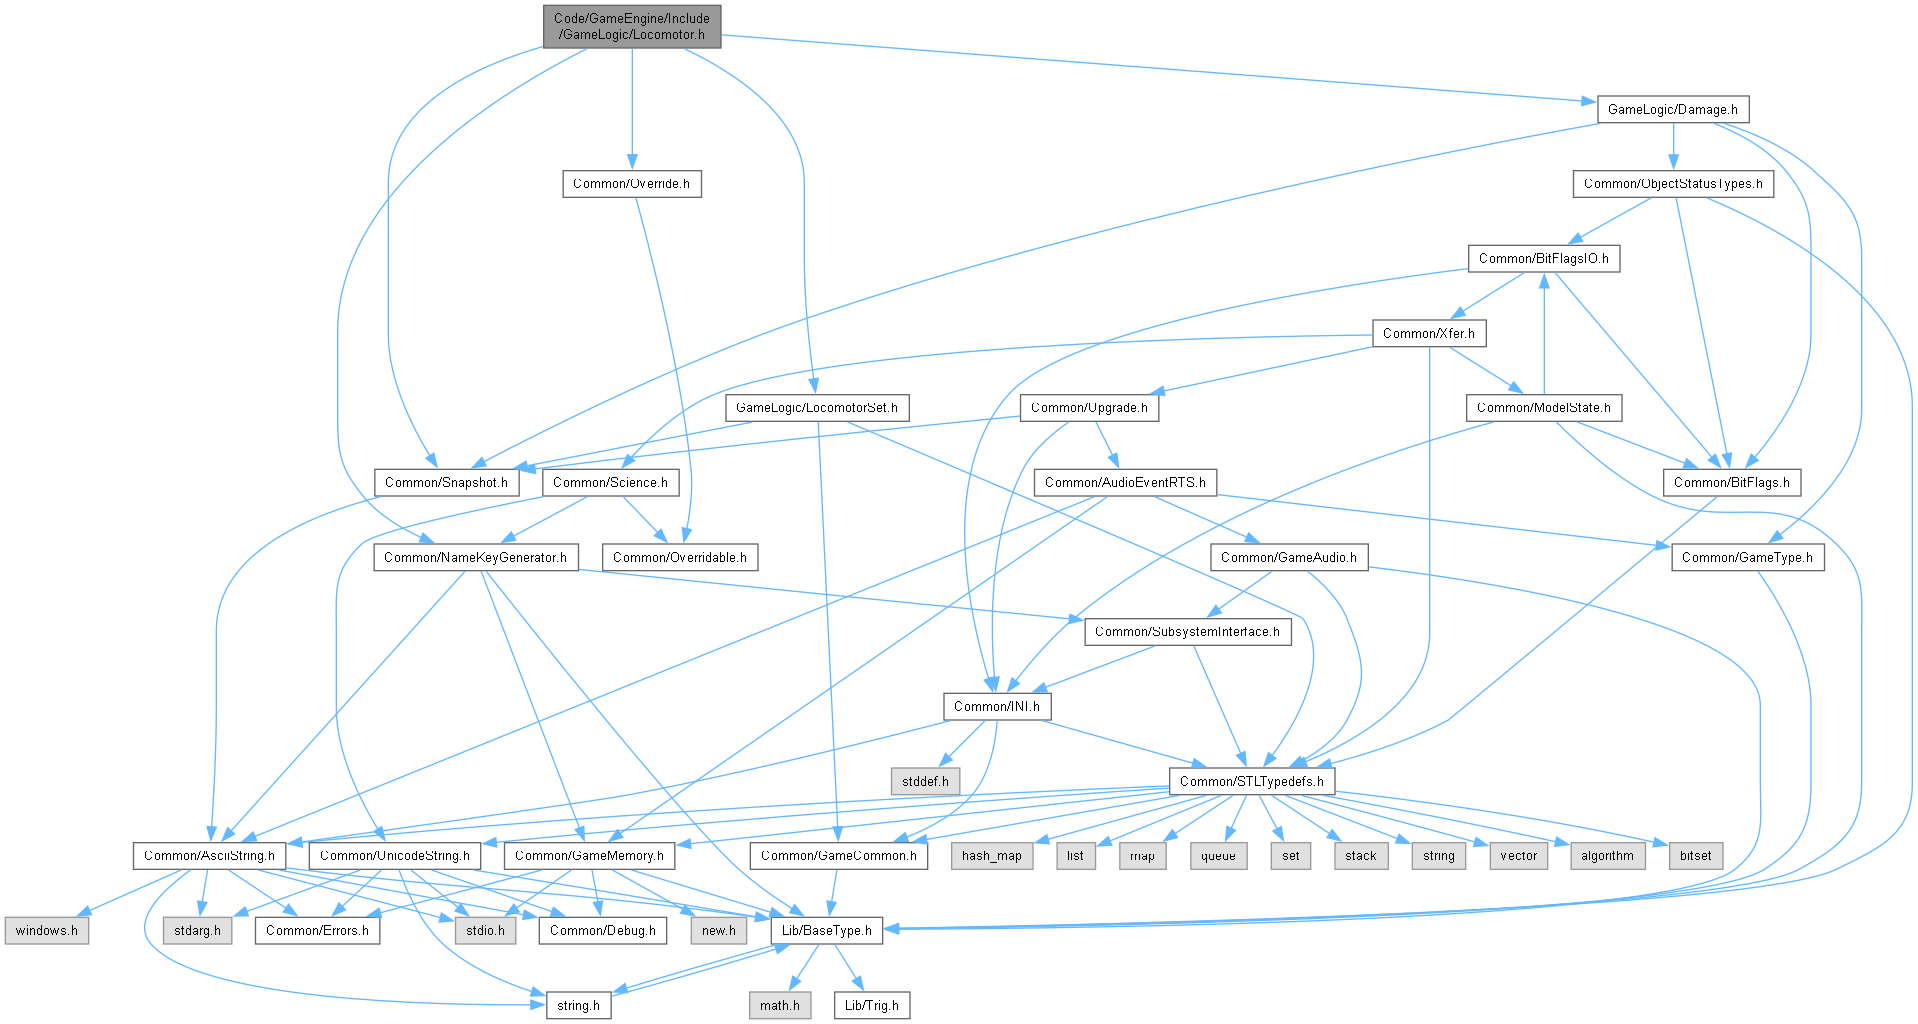 Code/GameEngine/Include
/GameLogic/Locomotor.h
GameLogic/Damage.h
Common/Override.h
Common/ObjectStatusTypes.h
Common/BitFlagsIO.h
Common/Xfer.h
GameLogic/LocomotorSet.h
Common/Upgrade.h
Common/ModelState.h
Common/Snapshot.h
Common/Science.h
Common/AudioEventRTS.h
Common/BitFlags.h
Common/NameKeyGenerator.h
Common/Overridable.h
Common/GameAudio.h
Common/GameType.h
Common/SubsystemInterface.h
Common/INI.h
stddef.h
Common/STLTypedefs.h
Common/AsciiString.h
Common/UnicodeString.h
Common/GameMemory.h
Common/GameCommon.h
hash_map
list
map
queue
set
stack
string
vector
algorithm
bitset
windows.h
stdarg.h
Common/Errors.h
stdio.h
Common/Debug.h
new.h
Lib/BaseType.h
string.h
math.h
Lib/Trig.h